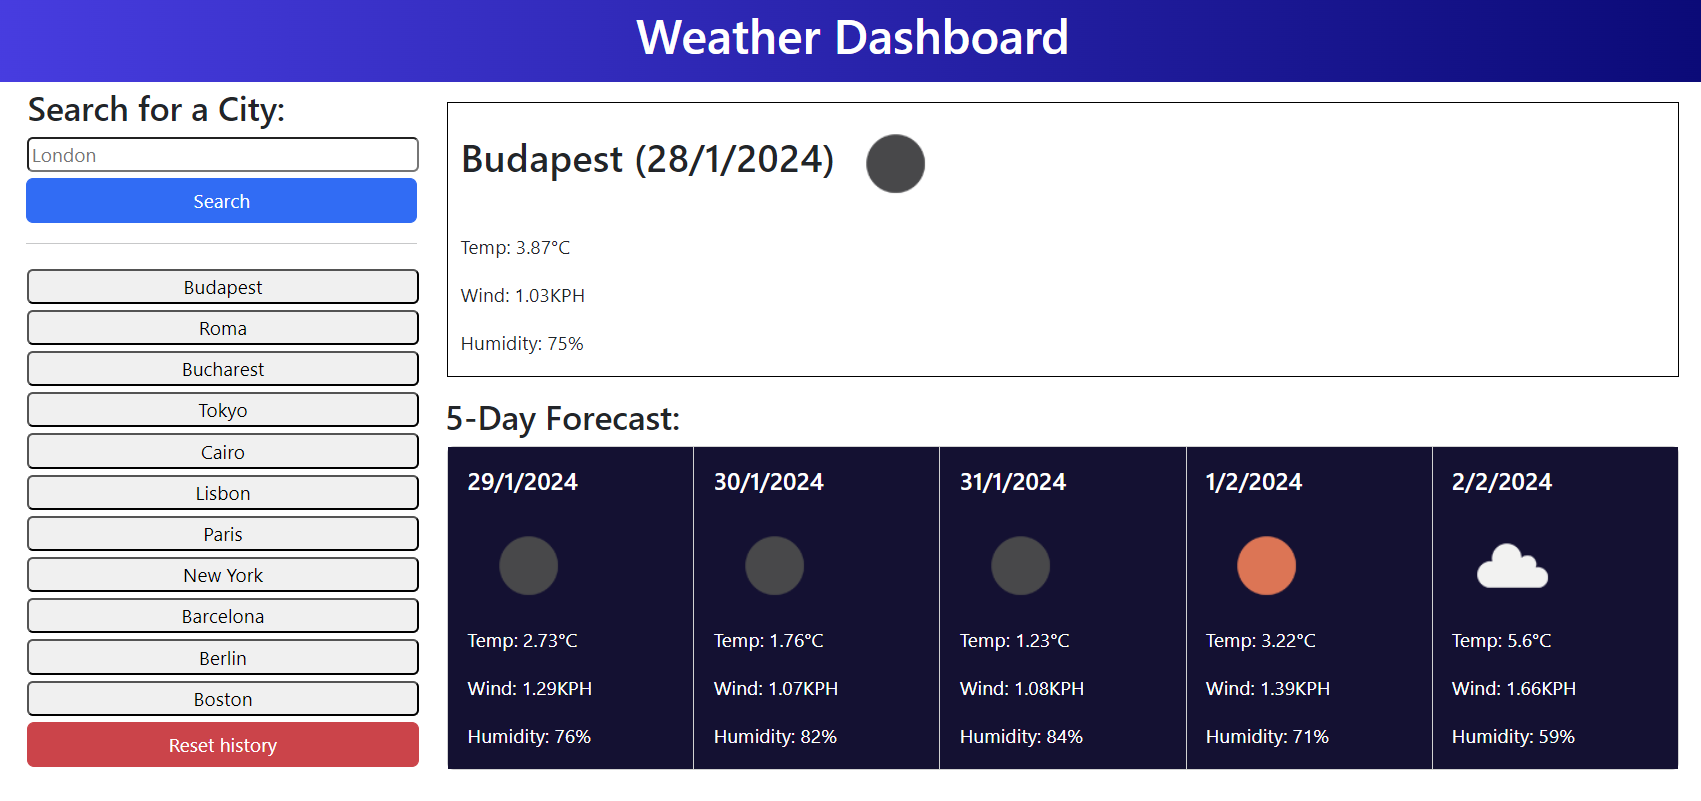 Weather Dashboard
Search for a City:
London
Search
Budapest
Roma
Bucharest
Tokyo
Cairo
Lisbon
Paris
New York
Barcelona
Berlin
Boston
Reset history
Budapest (28/1/2024)
Temp: 3.87°C
Wind: 1.03KPH
Humidity: 75%
5-Day Forecast:
29/1/2024
Temp: 2.73°C
Wind: 1.29KPH
Humidity: 76%
30/1/2024
Temp: 1.76°C
Wind: 1.07KPH
Humidity: 82%
31/1/2024
Temp: 1.23°C
Wind: 1.08KPH
Humidity: 84%
1/2/2024
Temp: 3.22°C
Wind: 1.39KPH
Humidity: 71%
2/2/2024
Temp: 5.6°C
Wind: 1.66KPH
Humidity: 59%